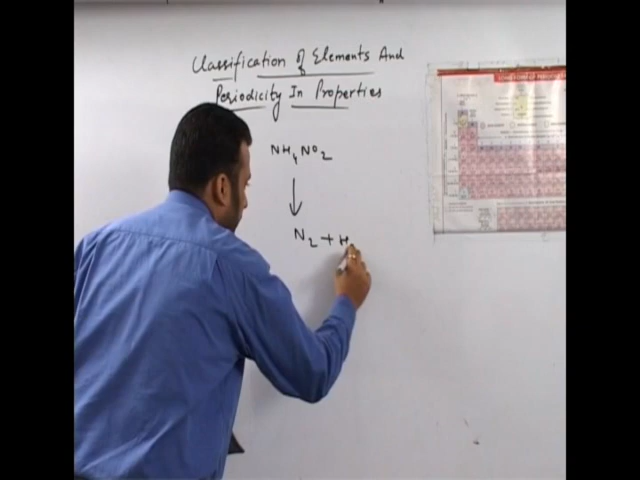 Classification of Elements And
Periodicity In Properties
NH₄NO₂
↓
N₂ + H